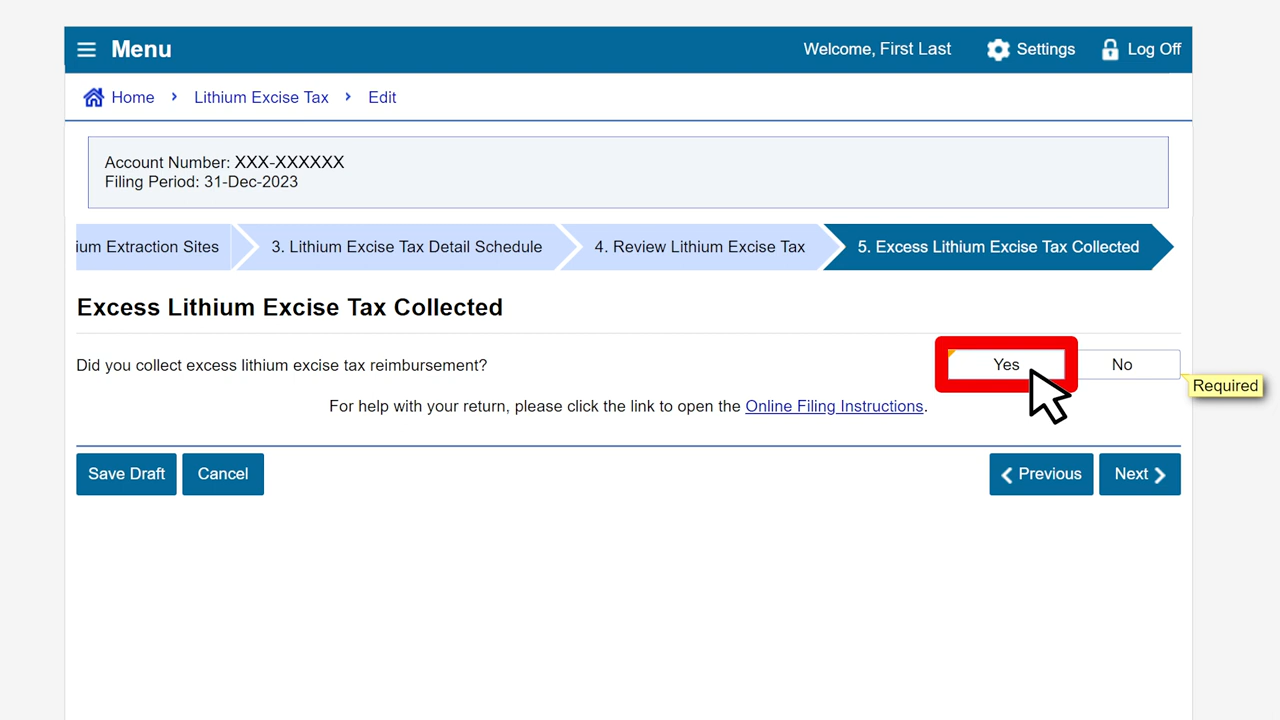 Menu
Welcome, First Last
Settings
Log Off
Home › Lithium Excise Tax › Edit
Account Number: XXX-XXXXXX
Filing Period: 31-Dec-2023
ium Extraction Sites
3. Lithium Excise Tax Detail Schedule
4. Review Lithium Excise Tax
5. Excess Lithium Excise Tax Collected
Excess Lithium Excise Tax Collected
Did you collect excess lithium excise tax reimbursement?
Yes
No
Required
For help with your return, please click the link to open the Online Filing Instructions.
Save Draft
Cancel
Previous
Next